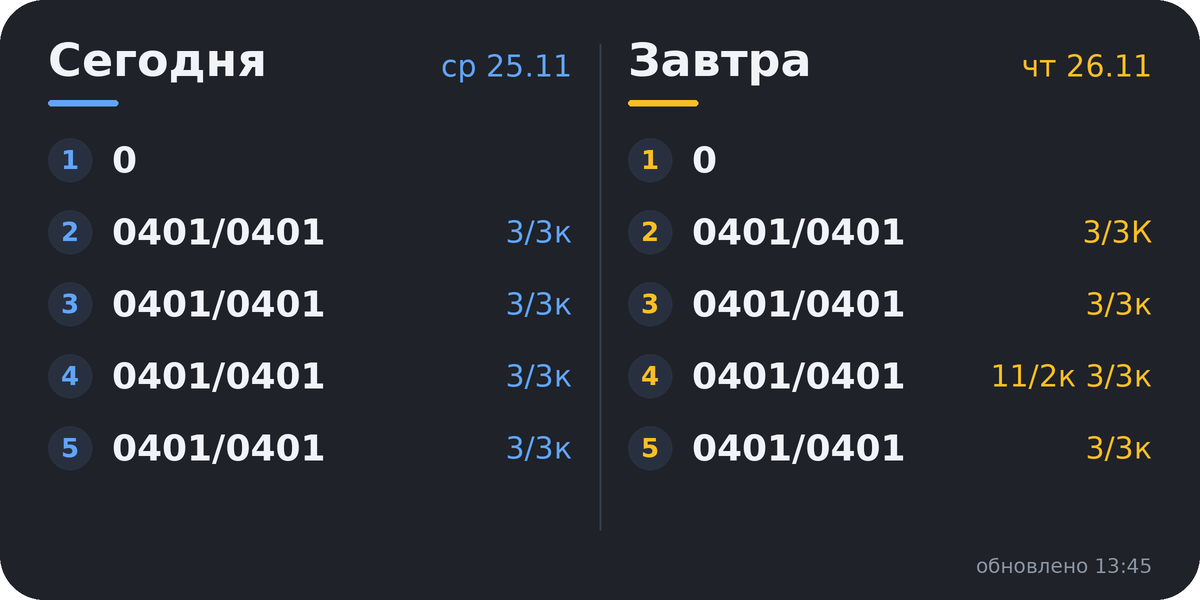 Сегодня ср 25.11
1 0
2 0401/0401 3/3к
3 0401/0401 3/3к
4 0401/0401 3/3к
5 0401/0401 3/3к
Завтра чт 26.11
1 0
2 0401/0401 3/3К
3 0401/0401 3/3к
4 0401/0401 11/2к 3/3к
5 0401/0401 3/3к
обновлено 13:45